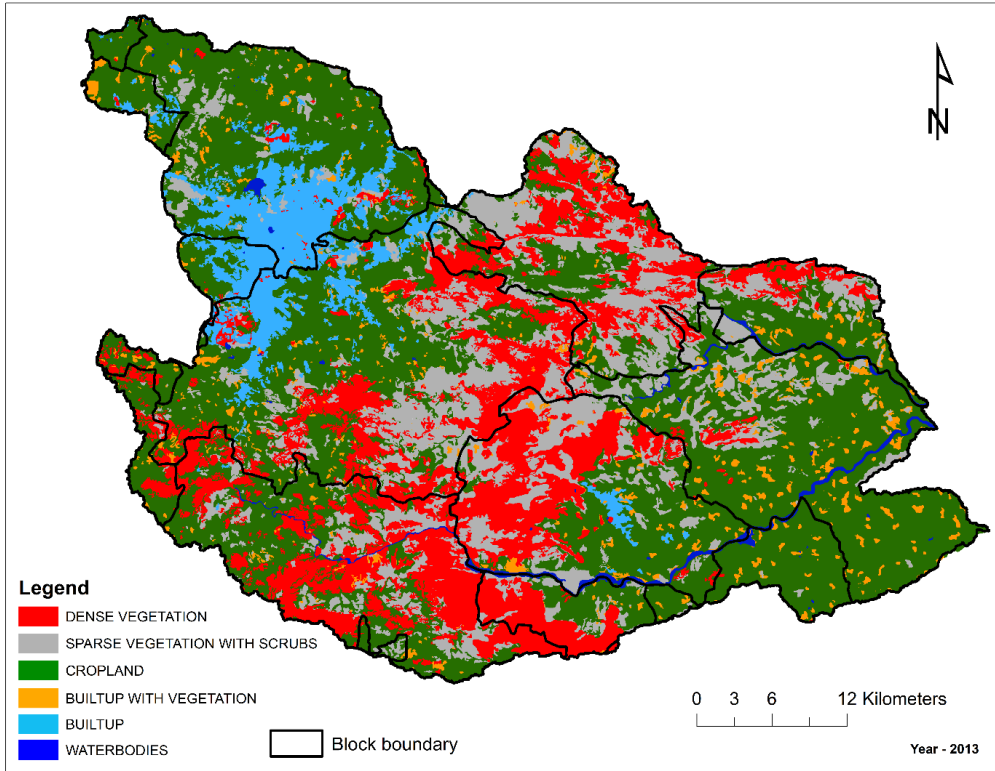 N
Legend
DENSE VEGETATION
SPARSE VEGETATION WITH SCRUBS
CROPLAND
BUILTUP WITH VEGETATION
BUILTUP
WATERBODIES
Block boundary
0 3 6 12 Kilometers
Year - 2013